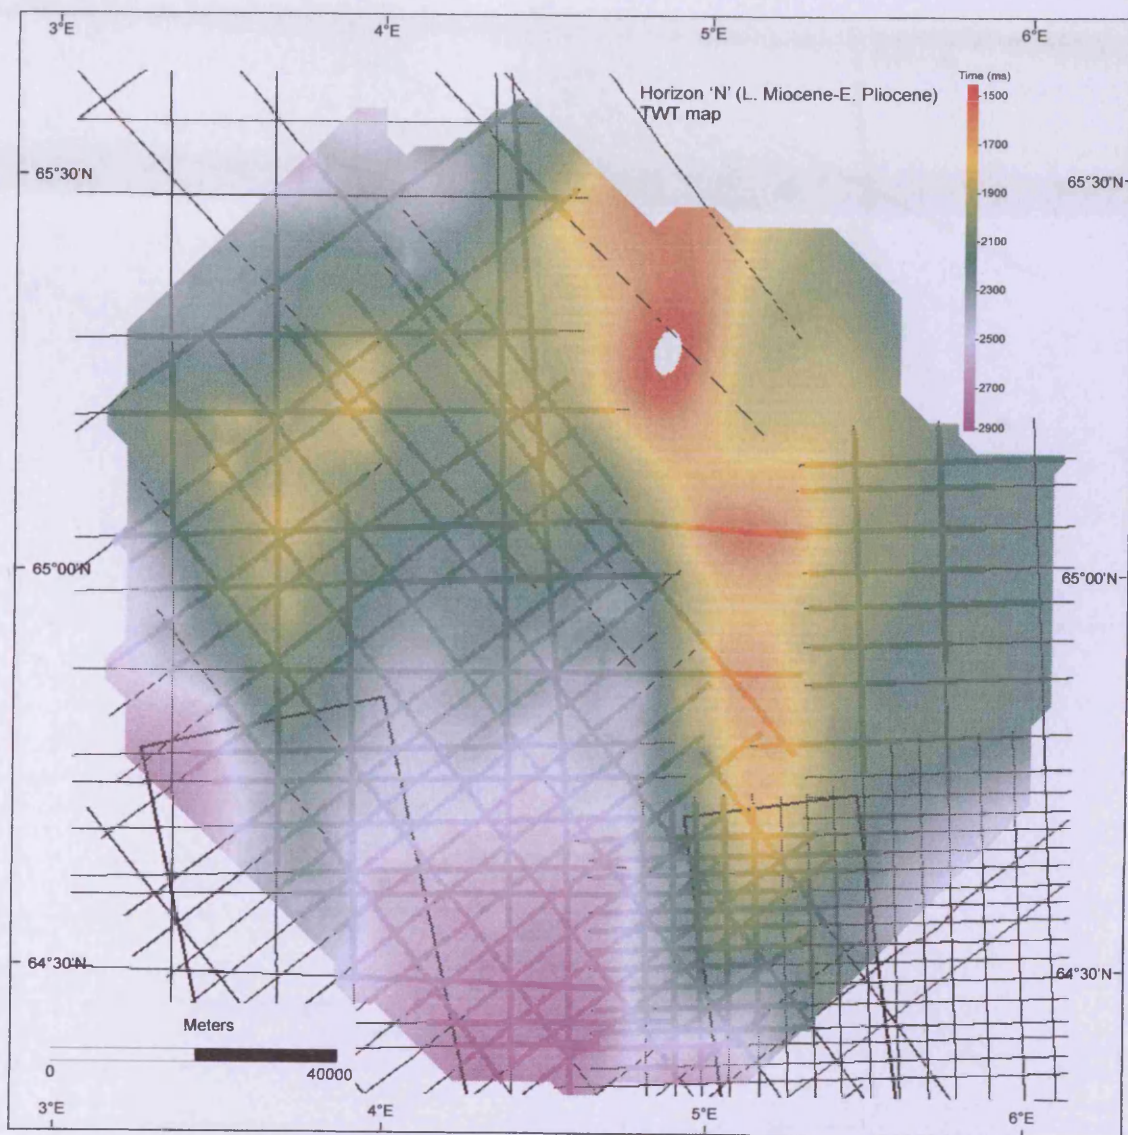 3°E 4°E 5°E 6°E
Time (ms)
Horizon 'N' (L. Miocene-E. Pliocene)
TWT map
-1500
-1700
-1900
-2100
-2300
-2500
-2700
-2900
65°30'N 65°30'N
65°00'N 65°00'N
64°30'N 64°30'N
Meters
0 40000
3°E 4°E 5°E 6°E